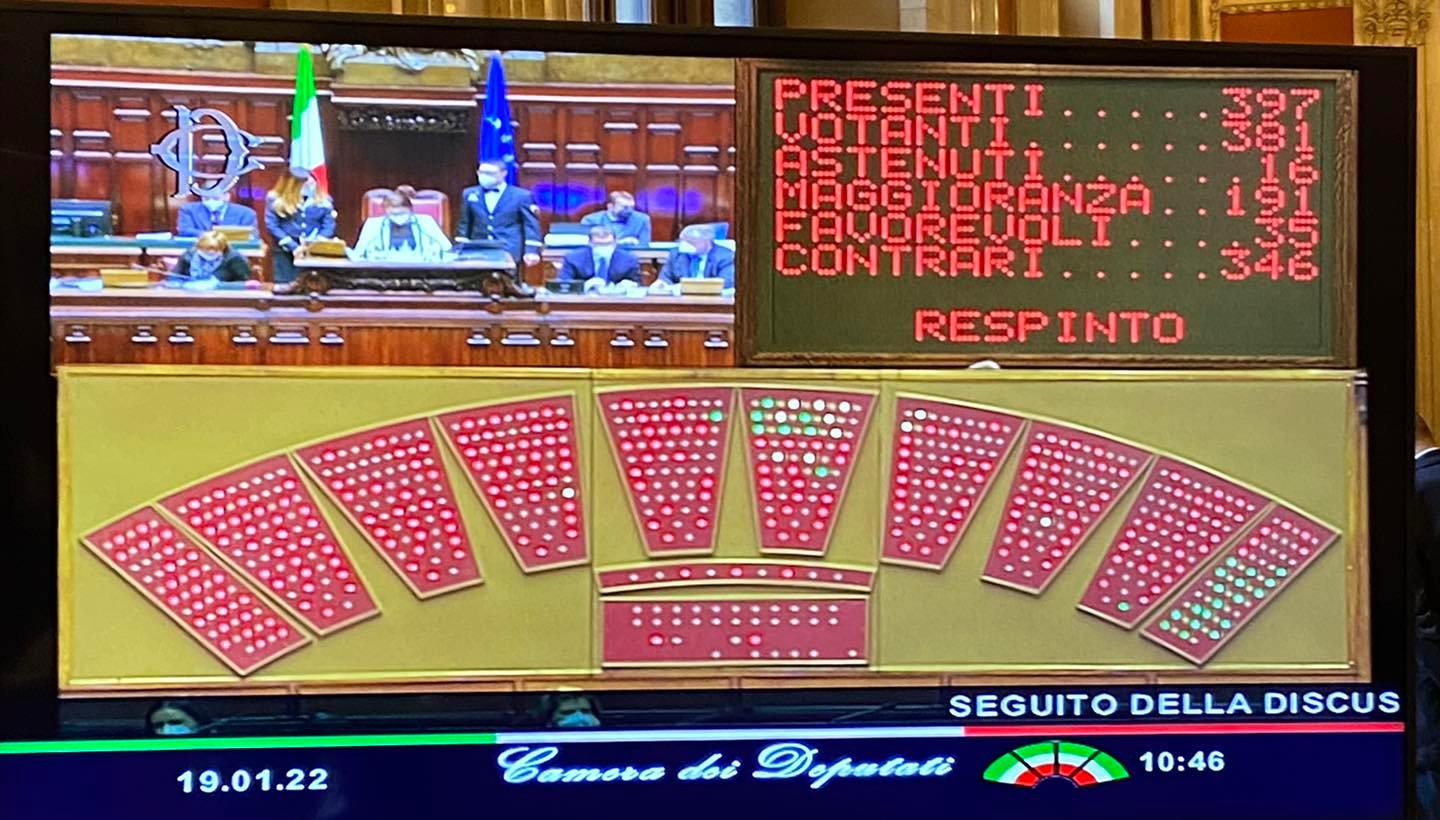 PRESENTI......397
VOTANTI.......381
ASTENUTI......16
MAGGIORANZA..191
FAVOREVOLI....35
CONTRARI......346
RESPINTO
SEGUITO DELLA DISCUS
19.01.22
Camera dei Deputati
10:46